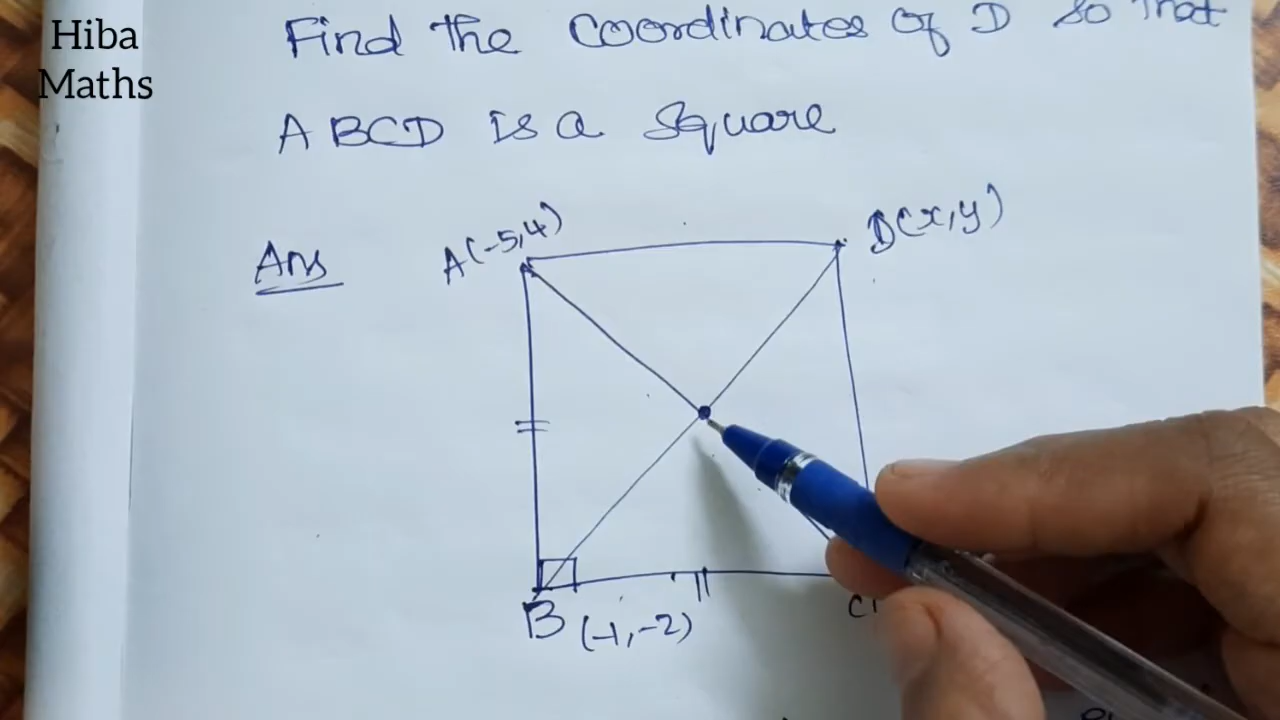 Hiba
Maths
Find the coordinates of D so that
ABCD is a square
Ans
A(-5,4)
D(x,y)
B (-1,-2)
C